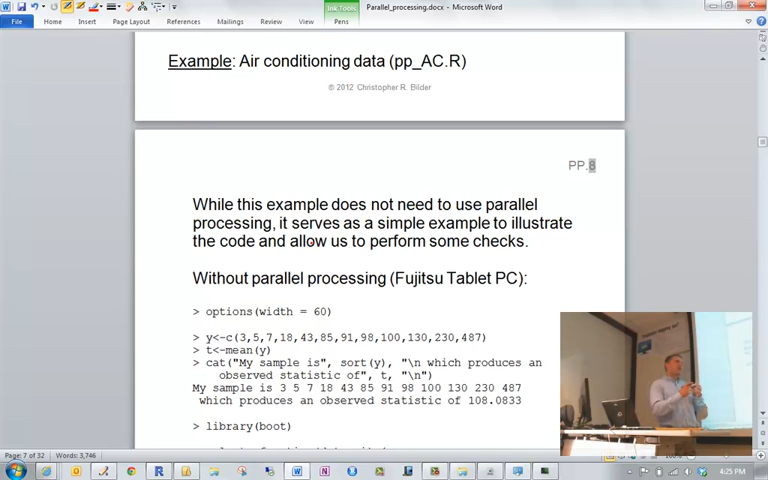 Ink Tools
Parallel_processing.docx - Microsoft Word
File Home Insert Page Layout References Mailings Review View Pens
Example: Air conditioning data (pp_AC.R)
© 2012 Christopher R. Bilder
PP.8
While this example does not need to use parallel
processing, it serves as a simple example to illustrate
the code and allow us to perform some checks.
Without parallel processing (Fujitsu Tablet PC):
> options(width = 60)
> y<-c(3,5,7,18,43,85,91,98,100,130,230,487)
> t<-mean(y)
> cat("My sample is", sort(y), "\n which produces an
observed statistic of", t, "\n")
My sample is 3 5 7 18 43 85 91 98 100 130 230 487
which produces an observed statistic of 108.0833
> library(boot)
Page: 7 of 32 Words: 3,746
4:25 PM